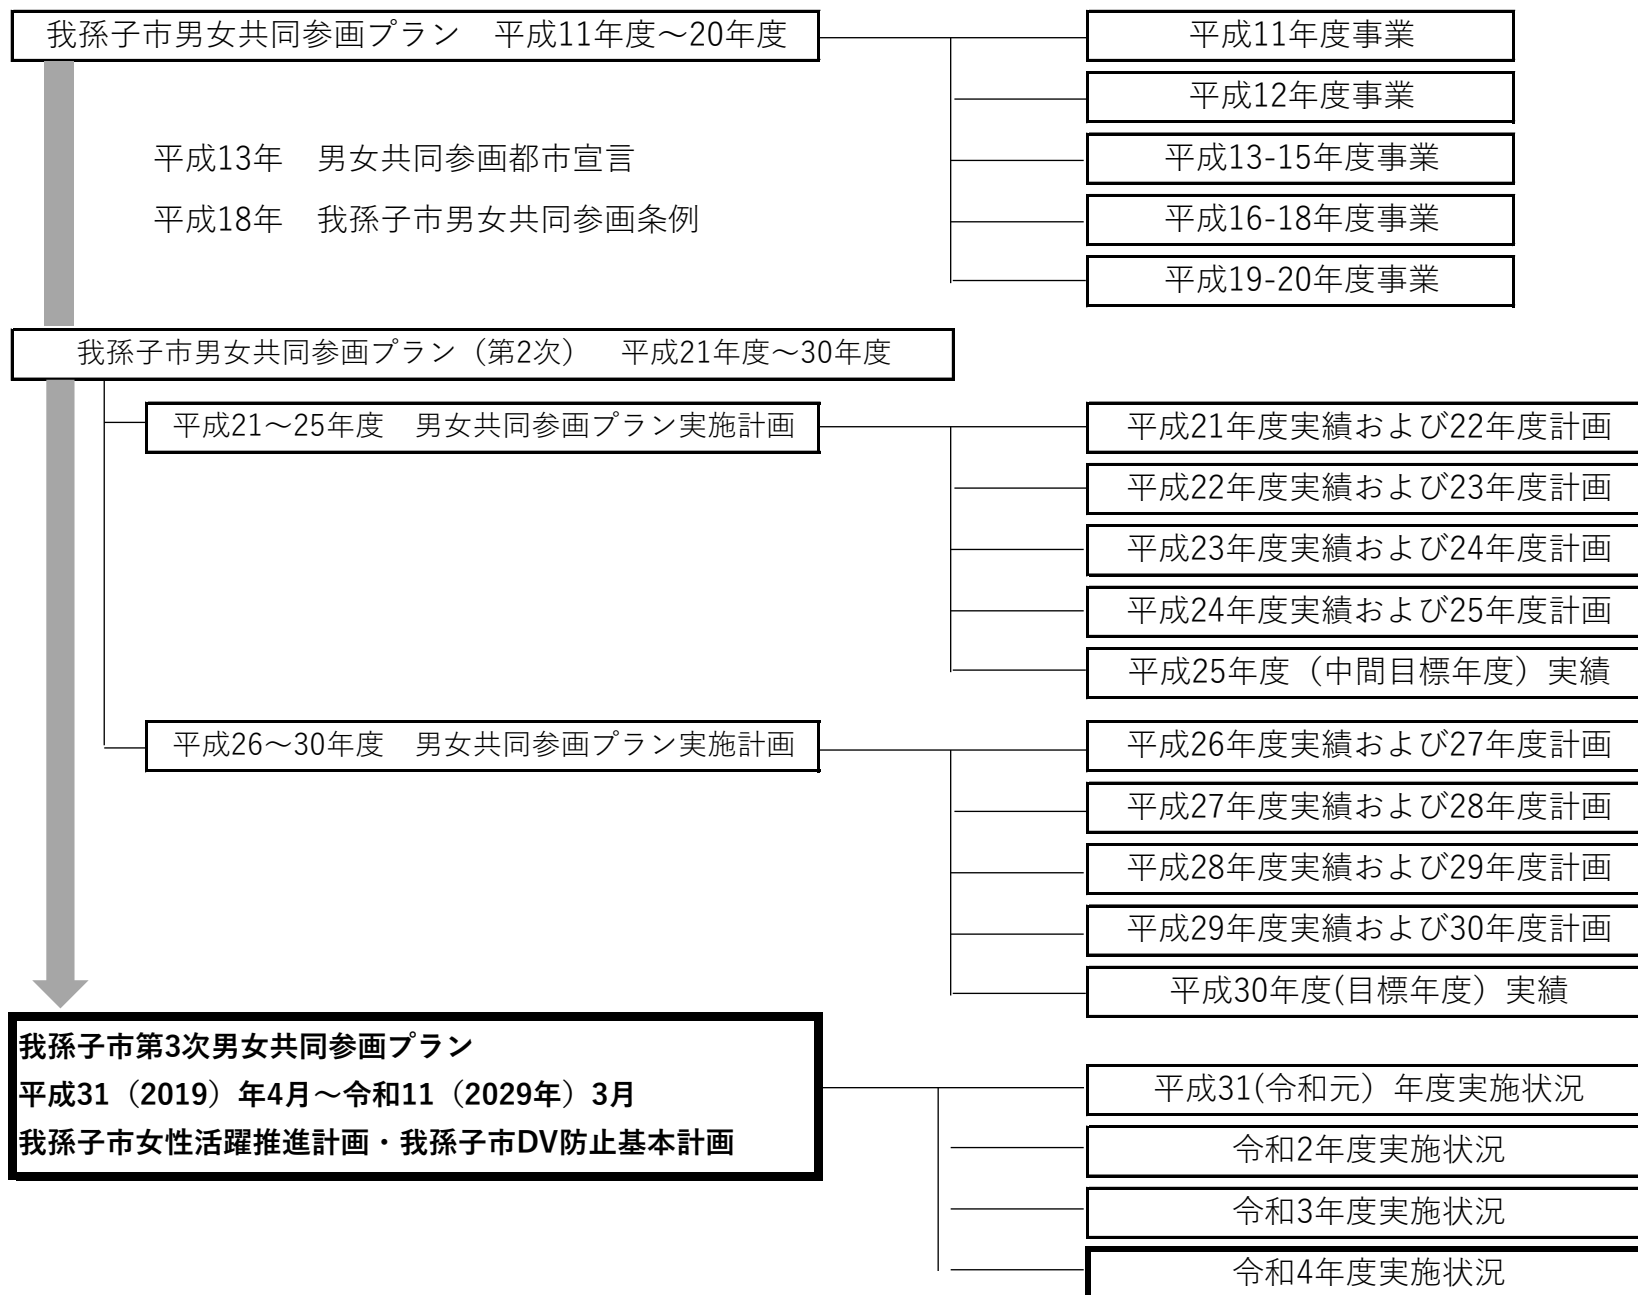 我孫子市男女共同参画プラン　平成11年度～20年度
平成11年度事業
平成12年度事業
平成13年　男女共同参画都市宣言
平成13-15年度事業
平成18年　我孫子市男女共同参画条例
平成16-18年度事業
平成19-20年度事業
我孫子市男女共同参画プラン（第2次）　平成21年度～30年度
平成21～25年度　男女共同参画プラン実施計画
平成21年度実績および22年度計画
平成22年度実績および23年度計画
平成23年度実績および24年度計画
平成24年度実績および25年度計画
平成25年度（中間目標年度）実績
平成26～30年度　男女共同参画プラン実施計画
平成26年度実績および27年度計画
平成27年度実績および28年度計画
平成28年度実績および29年度計画
平成29年度実績および30年度計画
平成30年度(目標年度）実績
我孫子市第3次男女共同参画プラン
平成31（2019）年4月～令和11（2029年）3月
我孫子市女性活躍推進計画・我孫子市DV防止基本計画
平成31(令和元）年度実施状況
令和2年度実施状況
令和3年度実施状況
令和4年度実施状況